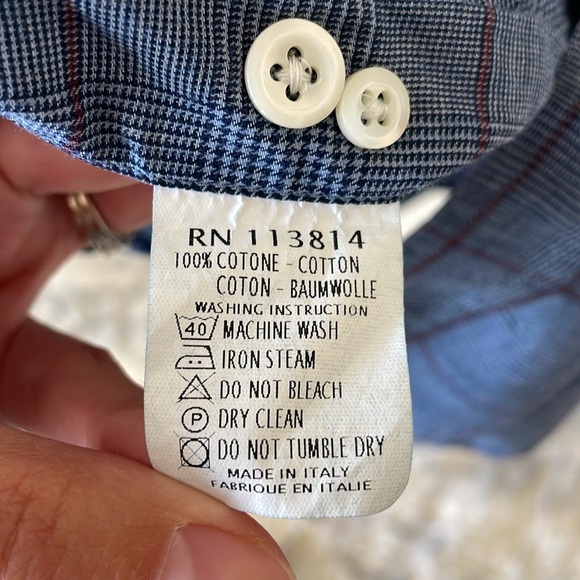 RN 113814
100% COTONE - COTTON
COTON - BAUMWOLLE
WASHING INSTRUCTION
40 MACHINE WASH
IRON STEAM
DO NOT BLEACH
P DRY CLEAN
DO NOT TUMBLE DRY
MADE IN ITALY
FABRIQUE EN ITALIE